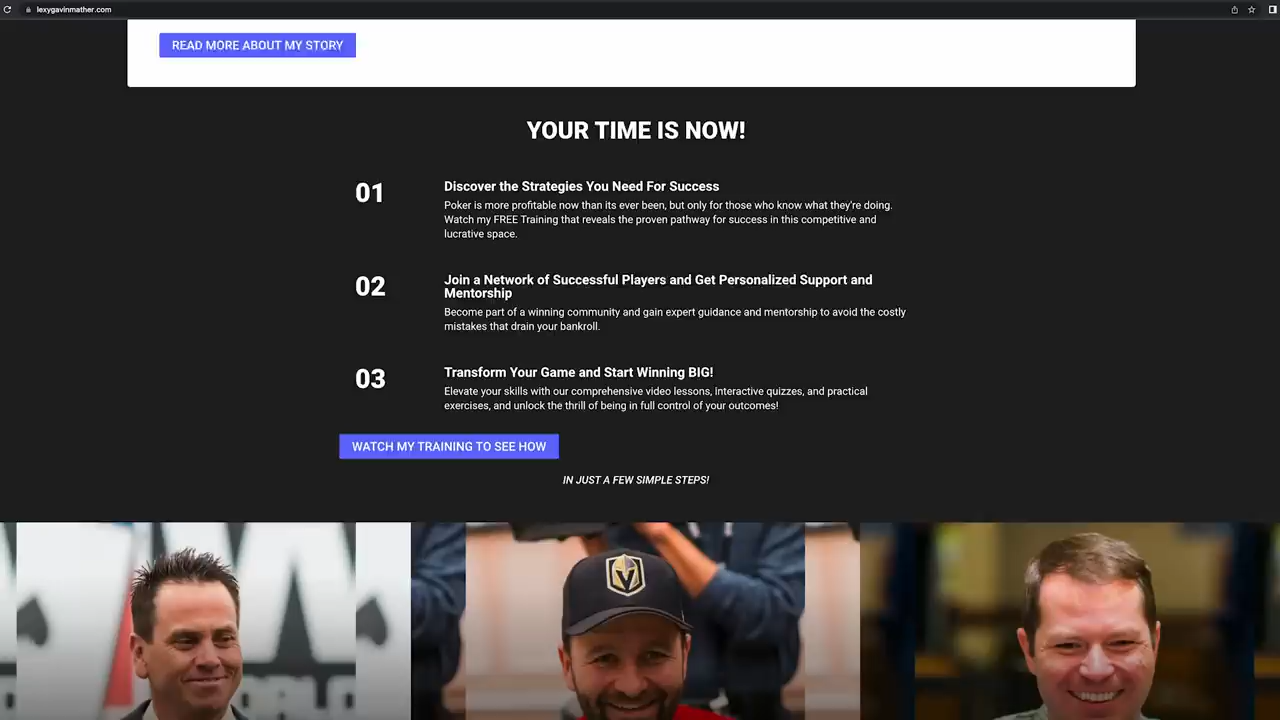 lexygavinmather.com
READ MORE ABOUT MY STORY
YOUR TIME IS NOW!
01
Discover the Strategies You Need For Success
Poker is more profitable now than its ever been, but only for those who know what they're doing.
Watch my FREE Training that reveals the proven pathway for success in this competitive and
lucrative space.
02
Join a Network of Successful Players and Get Personalized Support and
Mentorship
Become part of a winning community and gain expert guidance and mentorship to avoid the costly
mistakes that drain your bankroll.
03
Transform Your Game and Start Winning BIG!
Elevate your skills with our comprehensive video lessons, interactive quizzes, and practical
exercises, and unlock the thrill of being in full control of your outcomes!
WATCH MY TRAINING TO SEE HOW
IN JUST A FEW SIMPLE STEPS!